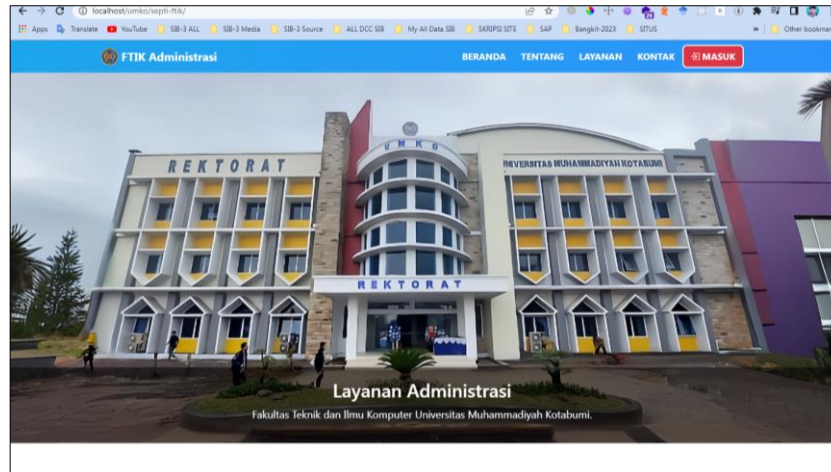 localhost/umko/septi-ftik/
Apps Translate YouTube SIB-3 ALL SIB-3 Media SIB-3 Source ALL DCC SIB My All Data SIB SKRIPSI SITE SAP Bangkit-2023 SITUS Other bookmar
FTIK Administrasi BERANDA TENTANG LAYANAN KONTAK MASUK
UMKO
REKTORAT
UNIVERSITAS MUHAMMADIYAH KOTABUMI
REKTORAT
Layanan Administrasi
Fakultas Teknik dan Ilmu Komputer Universitas Muhammadiyah Kotabumi.